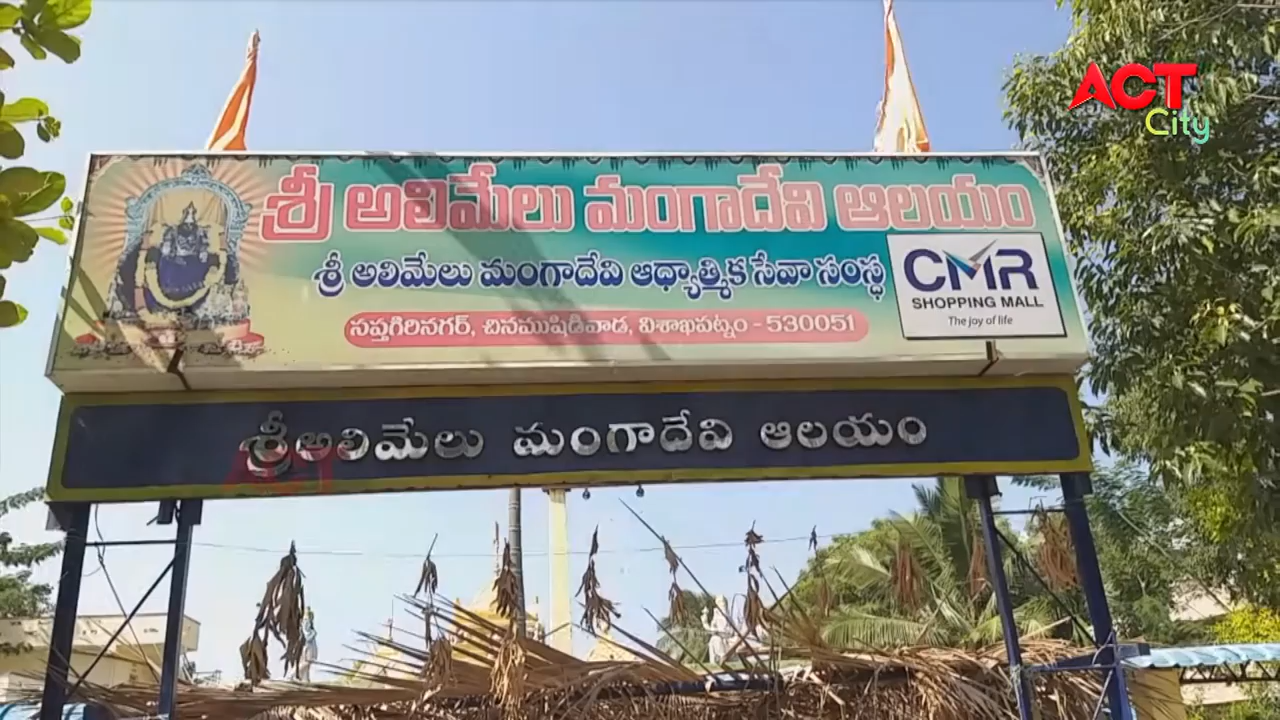 ACT
City
శ్రీ అలిమేలు మంగాదేవి ఆలయం
శ్రీ అలిమేలు మంగాదేవి ఆధ్యాత్మిక సేవా సంస్థ
సప్తగిరినగర్, చినముషిడివాడ, విశాఖపట్నం - 530051
CMR
SHOPPING MALL
The joy of life
శ్రీఅలిమేలు మంగాదేవి ఆలయం
ACT